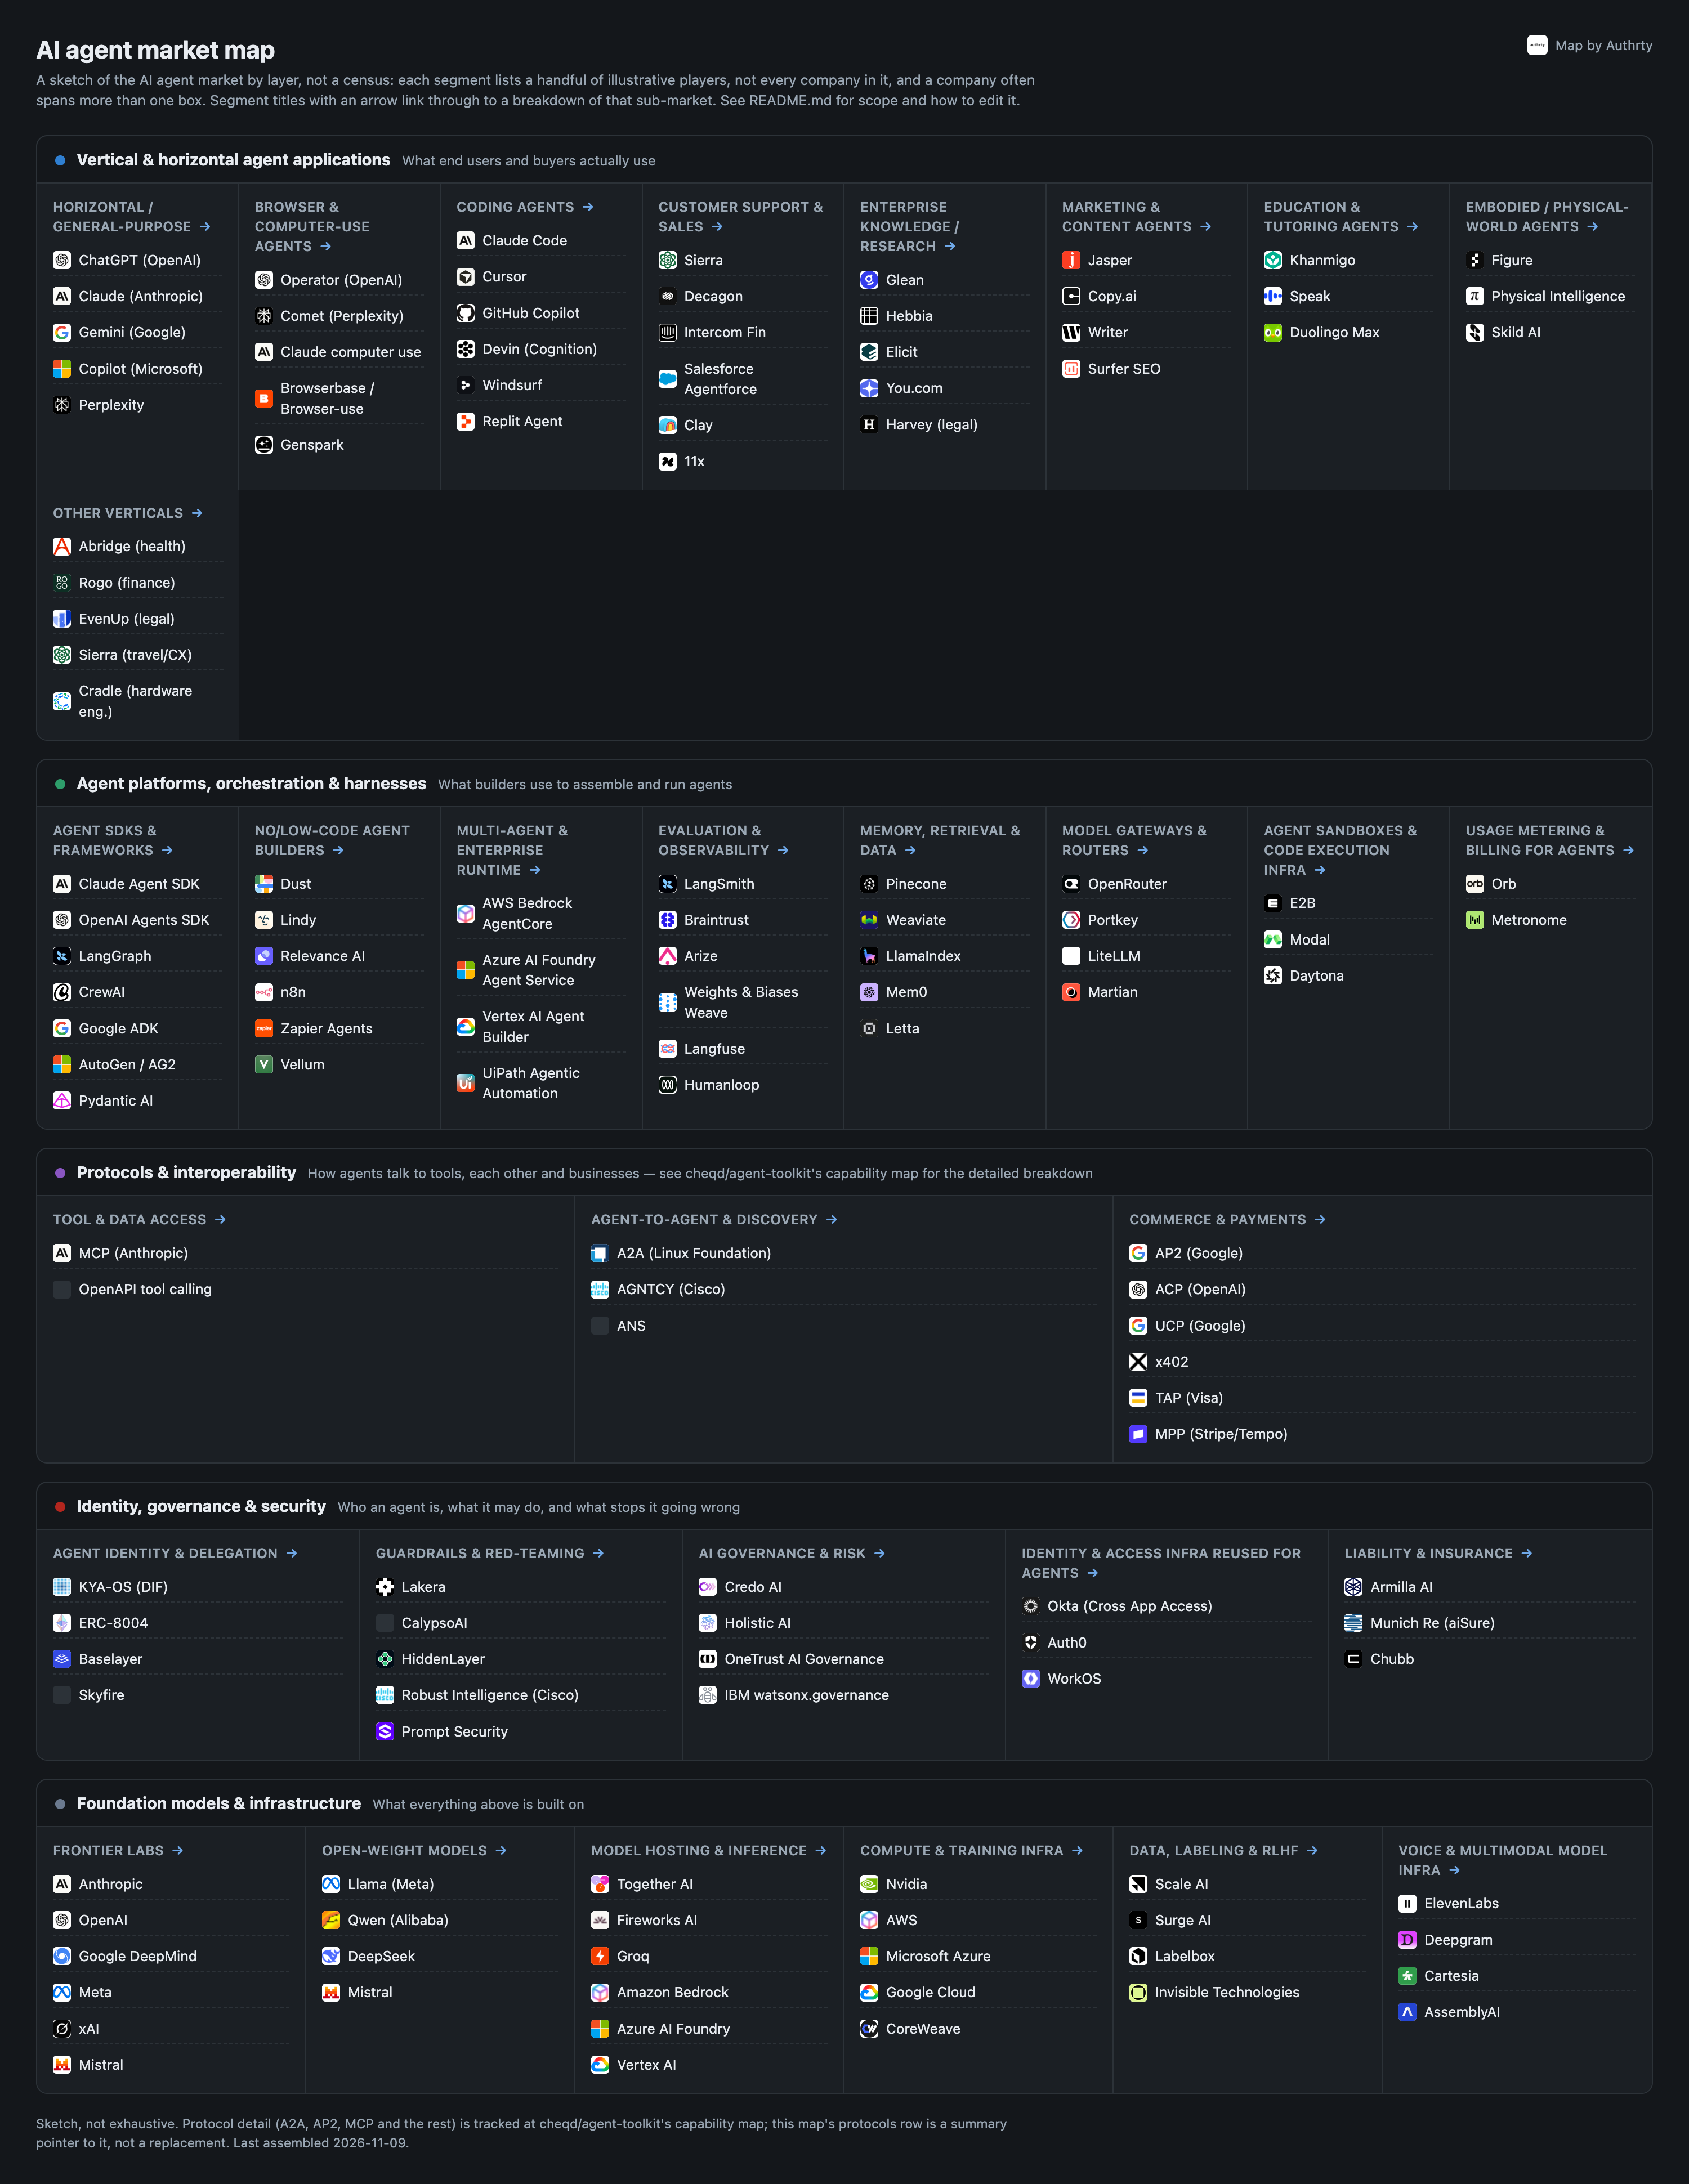 AI agent market map
Map by Authrty
A sketch of the AI agent market by layer, not a census: each segment lists a handful of illustrative players, not every company in it, and a company often
spans more than one box. Segment titles with an arrow link through to a breakdown of that sub-market. See README.md for scope and how to edit it.
Vertical & horizontal agent applications What end users and buyers actually use
HORIZONTAL /
GENERAL-PURPOSE →
ChatGPT (OpenAI)
Claude (Anthropic)
Gemini (Google)
Copilot (Microsoft)
Perplexity
BROWSER &
COMPUTER-USE
AGENTS →
Operator (OpenAI)
Comet (Perplexity)
Claude computer use
Browserbase /
Browser-use
Genspark
CODING AGENTS →
Claude Code
Cursor
GitHub Copilot
Devin (Cognition)
Windsurf
Replit Agent
CUSTOMER SUPPORT &
SALES →
Sierra
Decagon
Intercom Fin
Salesforce
Agentforce
Clay
11x
ENTERPRISE
KNOWLEDGE /
RESEARCH →
Glean
Hebbia
Elicit
You.com
Harvey (legal)
MARKETING &
CONTENT AGENTS →
Jasper
Copy.ai
Writer
Surfer SEO
EDUCATION &
TUTORING AGENTS →
Khanmigo
Speak
Duolingo Max
EMBODIED / PHYSICAL-
WORLD AGENTS →
Figure
Physical Intelligence
Skild AI
OTHER VERTICALS →
Abridge (health)
Rogo (finance)
EvenUp (legal)
Sierra (travel/CX)
Cradle (hardware
eng.)
Agent platforms, orchestration & harnesses What builders use to assemble and run agents
AGENT SDKS &
FRAMEWORKS →
Claude Agent SDK
OpenAI Agents SDK
LangGraph
CrewAI
Google ADK
AutoGen / AG2
Pydantic AI
NO/LOW-CODE AGENT
BUILDERS →
Dust
Lindy
Relevance AI
n8n
Zapier Agents
Vellum
MULTI-AGENT &
ENTERPRISE
RUNTIME →
AWS Bedrock
AgentCore
Azure AI Foundry
Agent Service
Vertex AI Agent
Builder
UiPath Agentic
Automation
EVALUATION &
OBSERVABILITY →
LangSmith
Braintrust
Arize
Weights & Biases
Weave
Langfuse
Humanloop
MEMORY, RETRIEVAL &
DATA →
Pinecone
Weaviate
LlamaIndex
Mem0
Letta
MODEL GATEWAYS &
ROUTERS →
OpenRouter
Portkey
LiteLLM
Martian
AGENT SANDBOXES &
CODE EXECUTION
INFRA →
E2B
Modal
Daytona
USAGE METERING &
BILLING FOR AGENTS →
Orb
Metronome
Protocols & interoperability How agents talk to tools, each other and businesses — see cheqd/agent-toolkit's capability map for the detailed breakdown
TOOL & DATA ACCESS →
MCP (Anthropic)
OpenAPI tool calling
AGENT-TO-AGENT & DISCOVERY →
A2A (Linux Foundation)
AGNTCY (Cisco)
ANS
COMMERCE & PAYMENTS →
AP2 (Google)
ACP (OpenAI)
UCP (Google)
x402
TAP (Visa)
MPP (Stripe/Tempo)
Identity, governance & security Who an agent is, what it may do, and what stops it going wrong
AGENT IDENTITY & DELEGATION →
KYA-OS (DIF)
ERC-8004
Baselayer
Skyfire
GUARDRAILS & RED-TEAMING →
Lakera
CalypsoAI
HiddenLayer
Robust Intelligence (Cisco)
Prompt Security
AI GOVERNANCE & RISK →
Credo AI
Holistic AI
OneTrust AI Governance
IBM watsonx.governance
IDENTITY & ACCESS INFRA REUSED FOR
AGENTS →
Okta (Cross App Access)
Auth0
WorkOS
LIABILITY & INSURANCE →
Armilla AI
Munich Re (aiSure)
Chubb
Foundation models & infrastructure What everything above is built on
FRONTIER LABS →
Anthropic
OpenAI
Google DeepMind
Meta
xAI
Mistral
OPEN-WEIGHT MODELS →
Llama (Meta)
Qwen (Alibaba)
DeepSeek
Mistral
MODEL HOSTING & INFERENCE →
Together AI
Fireworks AI
Groq
Amazon Bedrock
Azure AI Foundry
Vertex AI
COMPUTE & TRAINING INFRA →
Nvidia
AWS
Microsoft Azure
Google Cloud
CoreWeave
DATA, LABELING & RLHF →
Scale AI
Surge AI
Labelbox
Invisible Technologies
VOICE & MULTIMODAL MODEL
INFRA →
ElevenLabs
Deepgram
Cartesia
AssemblyAI
Sketch, not exhaustive. Protocol detail (A2A, AP2, MCP and the rest) is tracked at cheqd/agent-toolkit's capability map; this map's protocols row is a summary
pointer to it, not a replacement. Last assembled 2026-11-09.